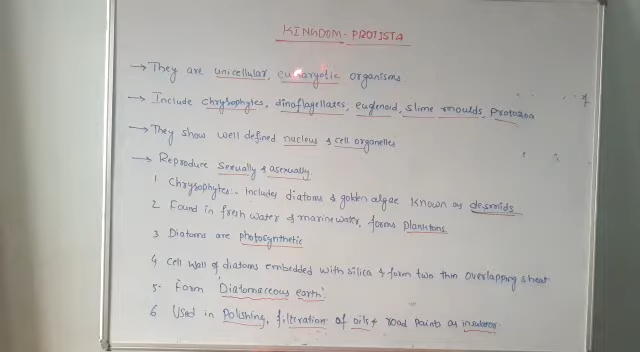 KINGDOM - PROTISTA
→ They are unicellular, eukaryotic organisms
→ Include chrysophytes, dinoflagellates, euglenoid, slime moulds, Protozoa
→ They show well defined nucleus & cell organelles
→ Reproduce sexually & asexually
1 Chrysophytes:- Includes diatoms & golden algae known as desmids
2 Found in fresh water & marine water, forms planktons
3 Diatoms are photosynthetic
4 Cell wall of diatoms embedded with silica & form two thin overlapping sheat
5. Form Diatomaceous earth'
6 Used in Polishing, filteration of oils & road paints as insulator